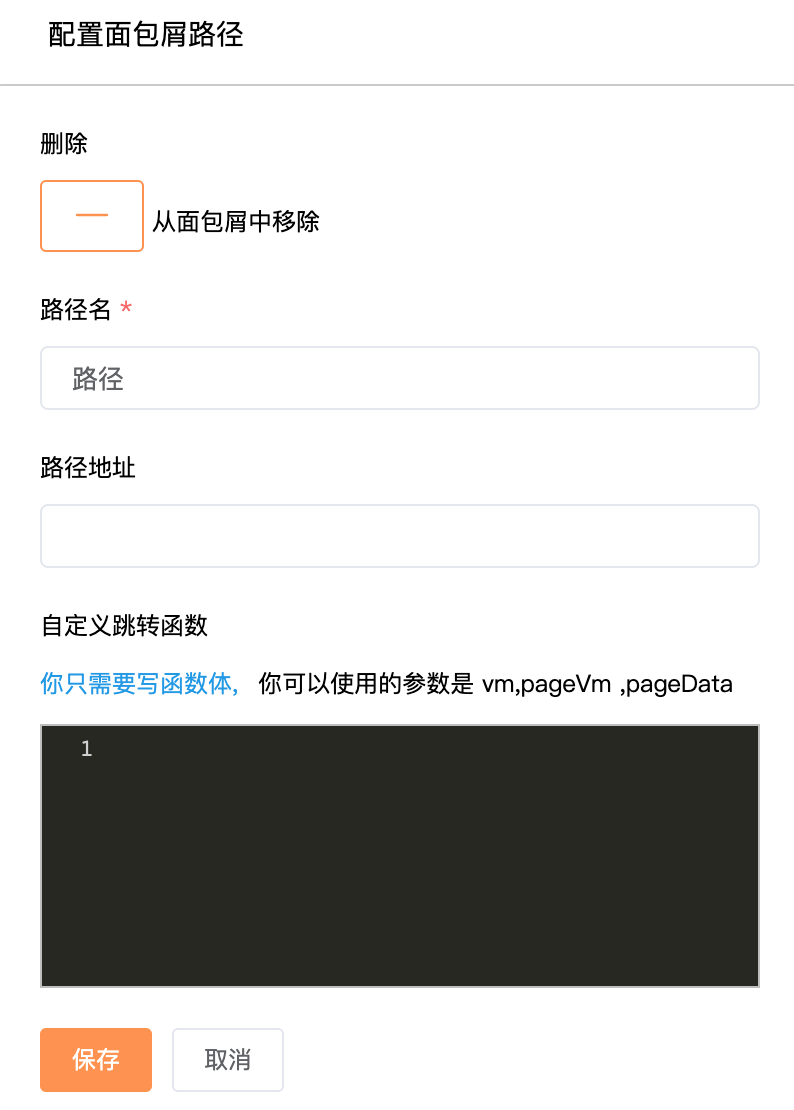 配置面包屑路径
删除
从面包屑中移除
路径名 *
路径
路径地址
自定义跳转函数
你只需要写函数体, 你可以使用的参数是 vm,pageVm ,pageData
1
保存 取消